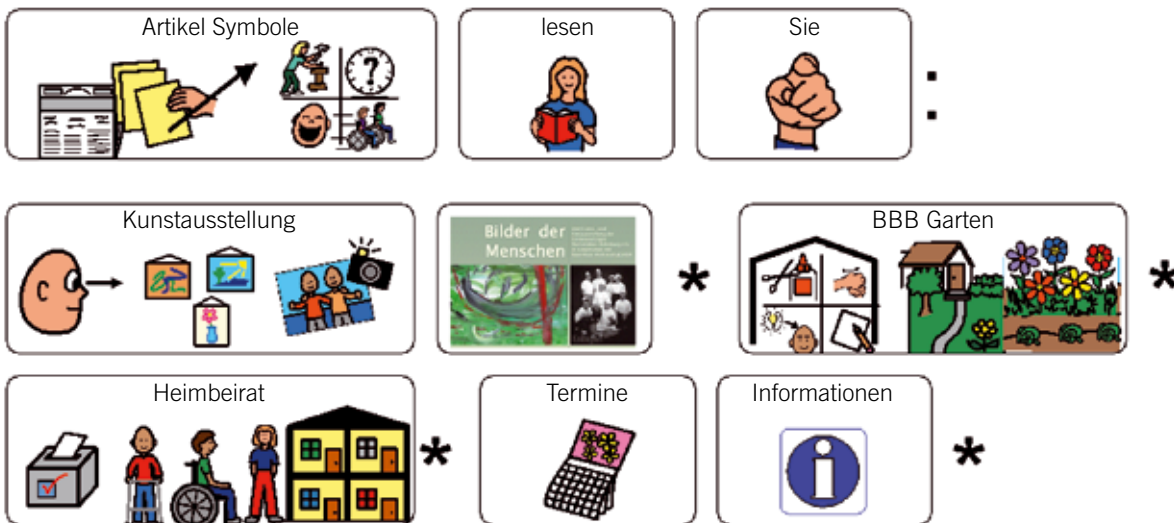 Artikel Symbole
lesen
Sie
:
Kunstausstellung
Bilder der
Menschen
*
BBB Garten
*
Heimbeirat
*
Termine
Informationen
*